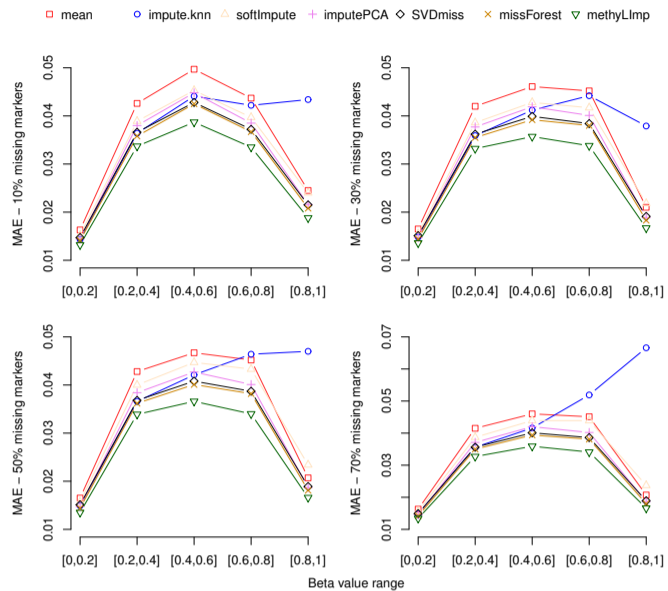 mean impute.knn softImpute imputePCA SVDmiss missForest methyLImp
MAE − 10% missing markers
0.05
0.04
0.03
0.02
0.01
[0,0.2] [0.2,0.4) [0.4,0.6) [0.6,0.8) [0.8,1]
MAE − 30% missing markers
0.05
0.04
0.03
0.02
0.01
[0,0.2] [0.2,0.4) [0.4,0.6) [0.6,0.8) [0.8,1]
MAE − 50% missing markers
0.05
0.04
0.03
0.02
0.01
[0,0.2] [0.2,0.4) [0.4,0.6) [0.6,0.8) [0.8,1]
MAE − 70% missing markers
0.07
0.05
0.03
0.01
[0,0.2] [0.2,0.4) [0.4,0.6) [0.6,0.8) [0.8,1]
Beta value range